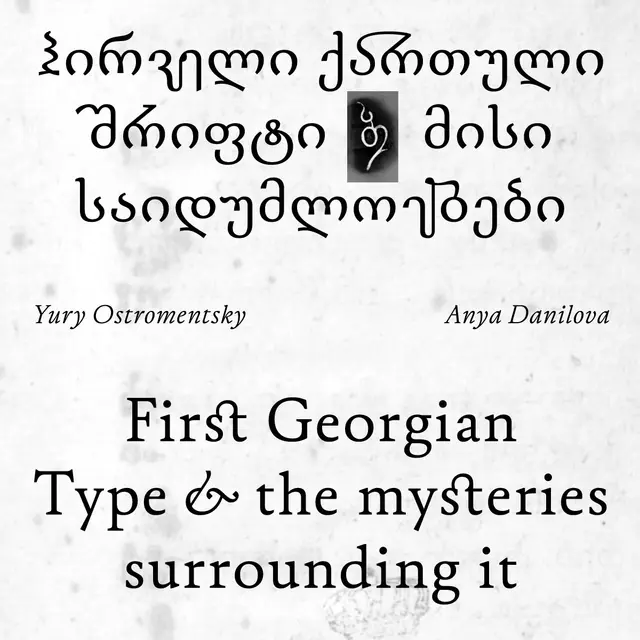 პირველი ქართული
შრიფტი მისი
საიდუმლოებები
Yury Ostromentsky Anya Danilova
First Georgian
Type & the mysteries
surrounding it